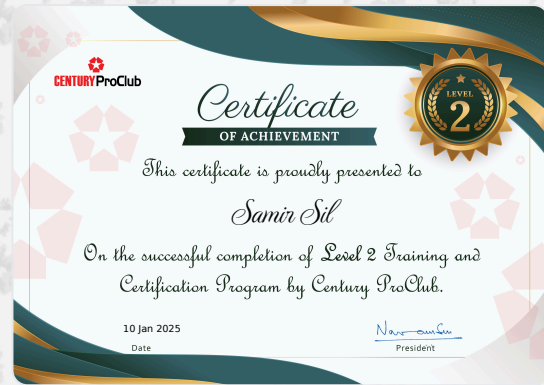 CENTURY ProClub
LEVEL
2
Certificate
OF ACHIEVEMENT
This certificate is proudly presented to
Samir Sil
On the successful completion of Level 2 Training and
Certification Program by Century ProClub.
10 Jan 2025
Date
President